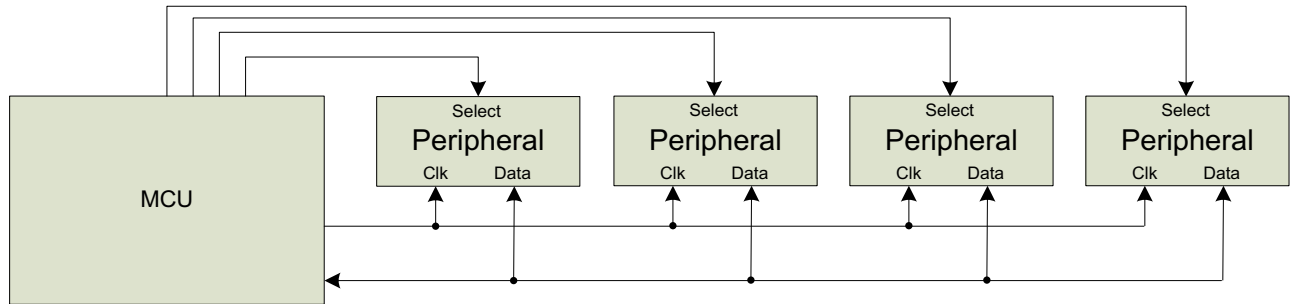 MCU
Select
Peripheral
Clk Data
Select
Peripheral
Clk Data
Select
Peripheral
Clk Data
Select
Peripheral
Clk Data